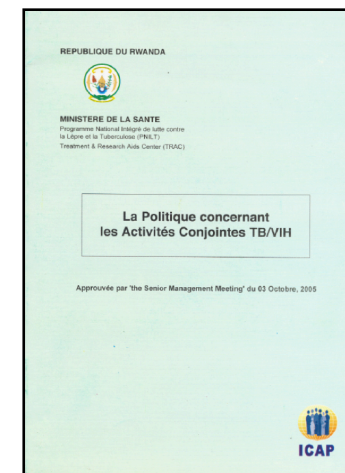 REPUBLIQUE DU RWANDA
MINISTERE DE LA SANTE
Programme National Intégré de lutte contre
la Lèpre et la Tuberculose (PNILT)
Treatment & Research Aids Center (TRAC)
La Politique concernant
les Activités Conjointes TB/VIH
Approuvée par 'the Senior Management Meeting' du 03 Octobre, 2005
ICAP